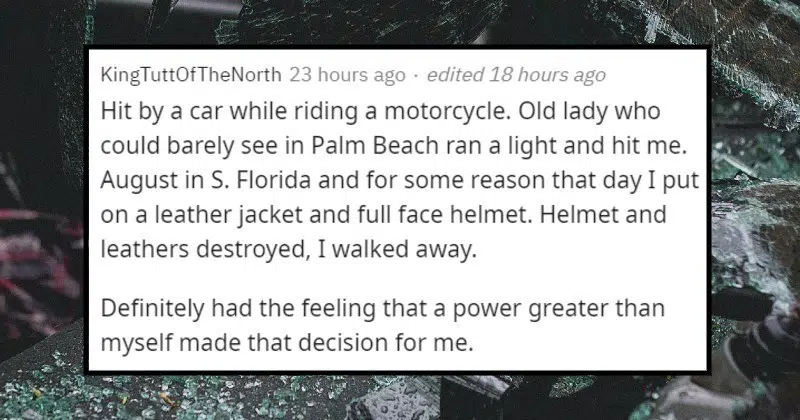 KingTuttOfTheNorth 23 hours ago · edited 18 hours ago
Hit by a car while riding a motorcycle. Old lady who
could barely see in Palm Beach ran a light and hit me.
August in S. Florida and for some reason that day I put
on a leather jacket and full face helmet. Helmet and
leathers destroyed, I walked away.
Definitely had the feeling that a power greater than
myself made that decision for me.